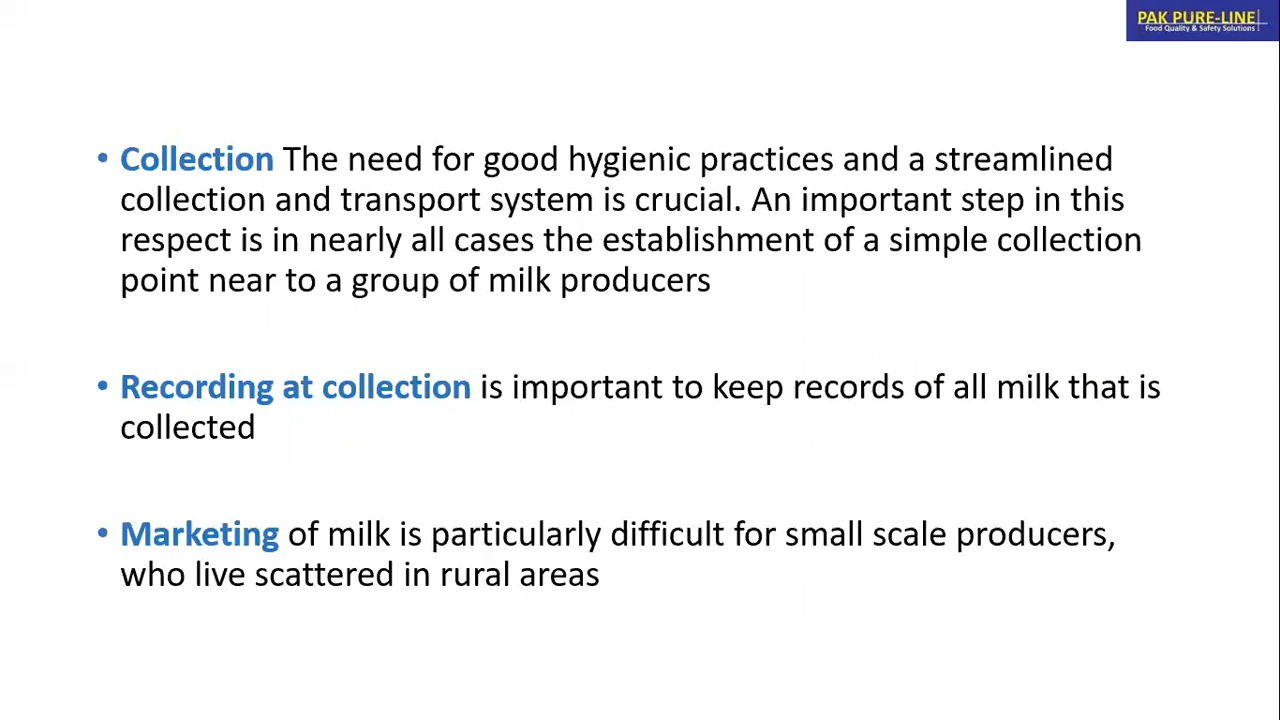 PAK PURE-LINE
Food Quality & Safety Solutions
• Collection The need for good hygienic practices and a streamlined
collection and transport system is crucial. An important step in this
respect is in nearly all cases the establishment of a simple collection
point near to a group of milk producers
• Recording at collection is important to keep records of all milk that is
collected
• Marketing of milk is particularly difficult for small scale producers,
who live scattered in rural areas